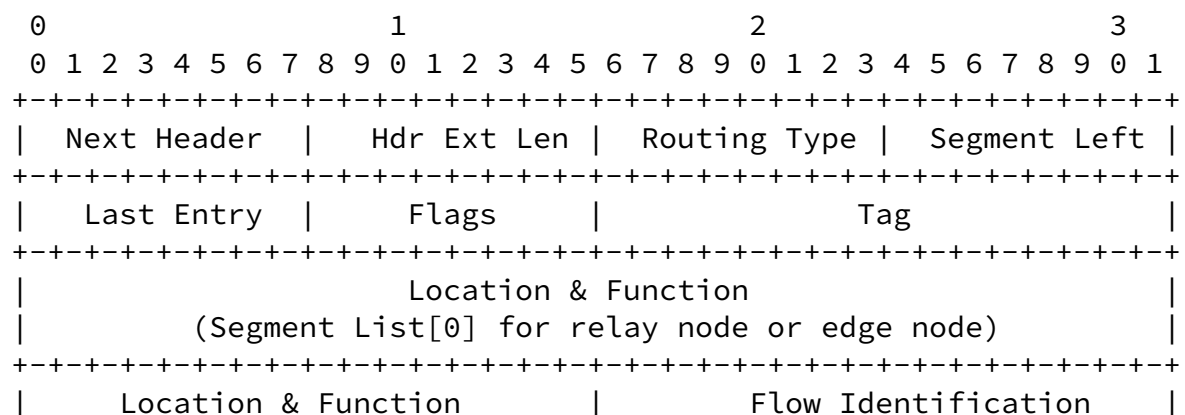 0                   1                   2                   3
 0 1 2 3 4 5 6 7 8 9 0 1 2 3 4 5 6 7 8 9 0 1 2 3 4 5 6 7 8 9 0 1
+-+-+-+-+-+-+-+-+-+-+-+-+-+-+-+-+-+-+-+-+-+-+-+-+-+-+-+-+-+-+-+-+
|  Next Header  |   Hdr Ext Len |  Routing Type |  Segment Left |
+-+-+-+-+-+-+-+-+-+-+-+-+-+-+-+-+-+-+-+-+-+-+-+-+-+-+-+-+-+-+-+-+
|   Last Entry  |     Flags     |              Tag              |
+-+-+-+-+-+-+-+-+-+-+-+-+-+-+-+-+-+-+-+-+-+-+-+-+-+-+-+-+-+-+-+-+
|                     Location & Function                       |
|         (Segment List[0] for relay node or edge node)         |
+-+-+-+-+-+-+-+-+-+-+-+-+-+-+-+-+-+-+-+-+-+-+-+-+-+-+-+-+-+-+-+-+
|     Location & Function       |        Flow Identification    |